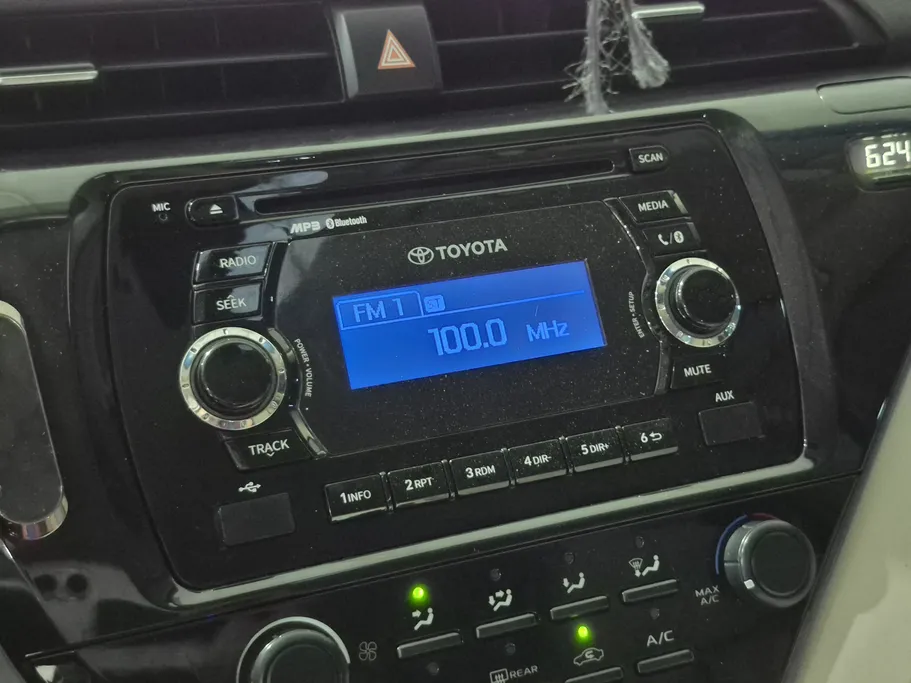 624
SCAN
MIC
MP3 Bluetooth
MEDIA
TOYOTA
RADIO
SEEK
FM 1 ST
100.0 MHz
POWER • VOLUME
ENTER • SETUP
MUTE
TRACK
AUX
1 INFO
2 RPT
3 RDM
4 DIR-
5 DIR+
6
MAX
A/C
A/C
REAR